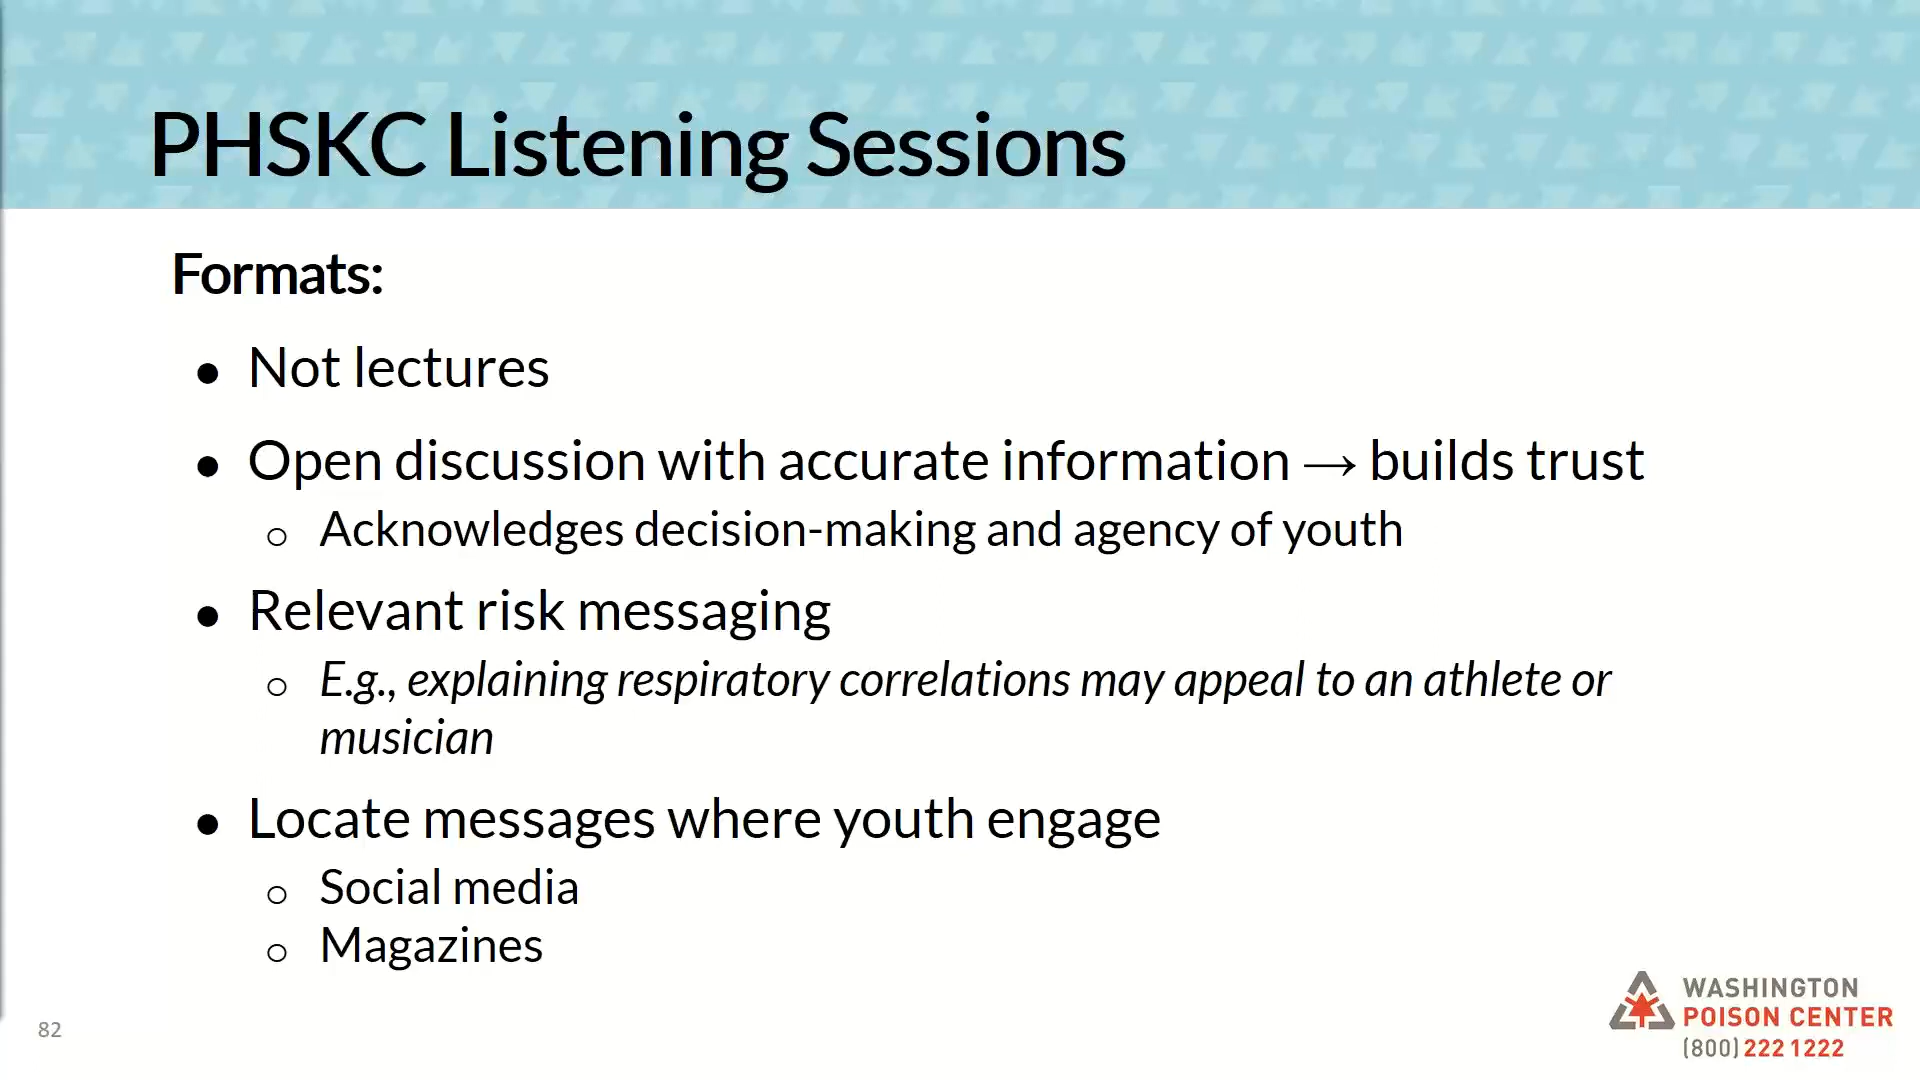 PHSKC Listening Sessions
Formats:
● Not lectures
● Open discussion with accurate information → builds trust
○ Acknowledges decision-making and agency of youth
● Relevant risk messaging
○ E.g., explaining respiratory correlations may appeal to an athlete or
musician
● Locate messages where youth engage
○ Social media
○ Magazines
82
WASHINGTON
POISON CENTER
(800) 222 1222